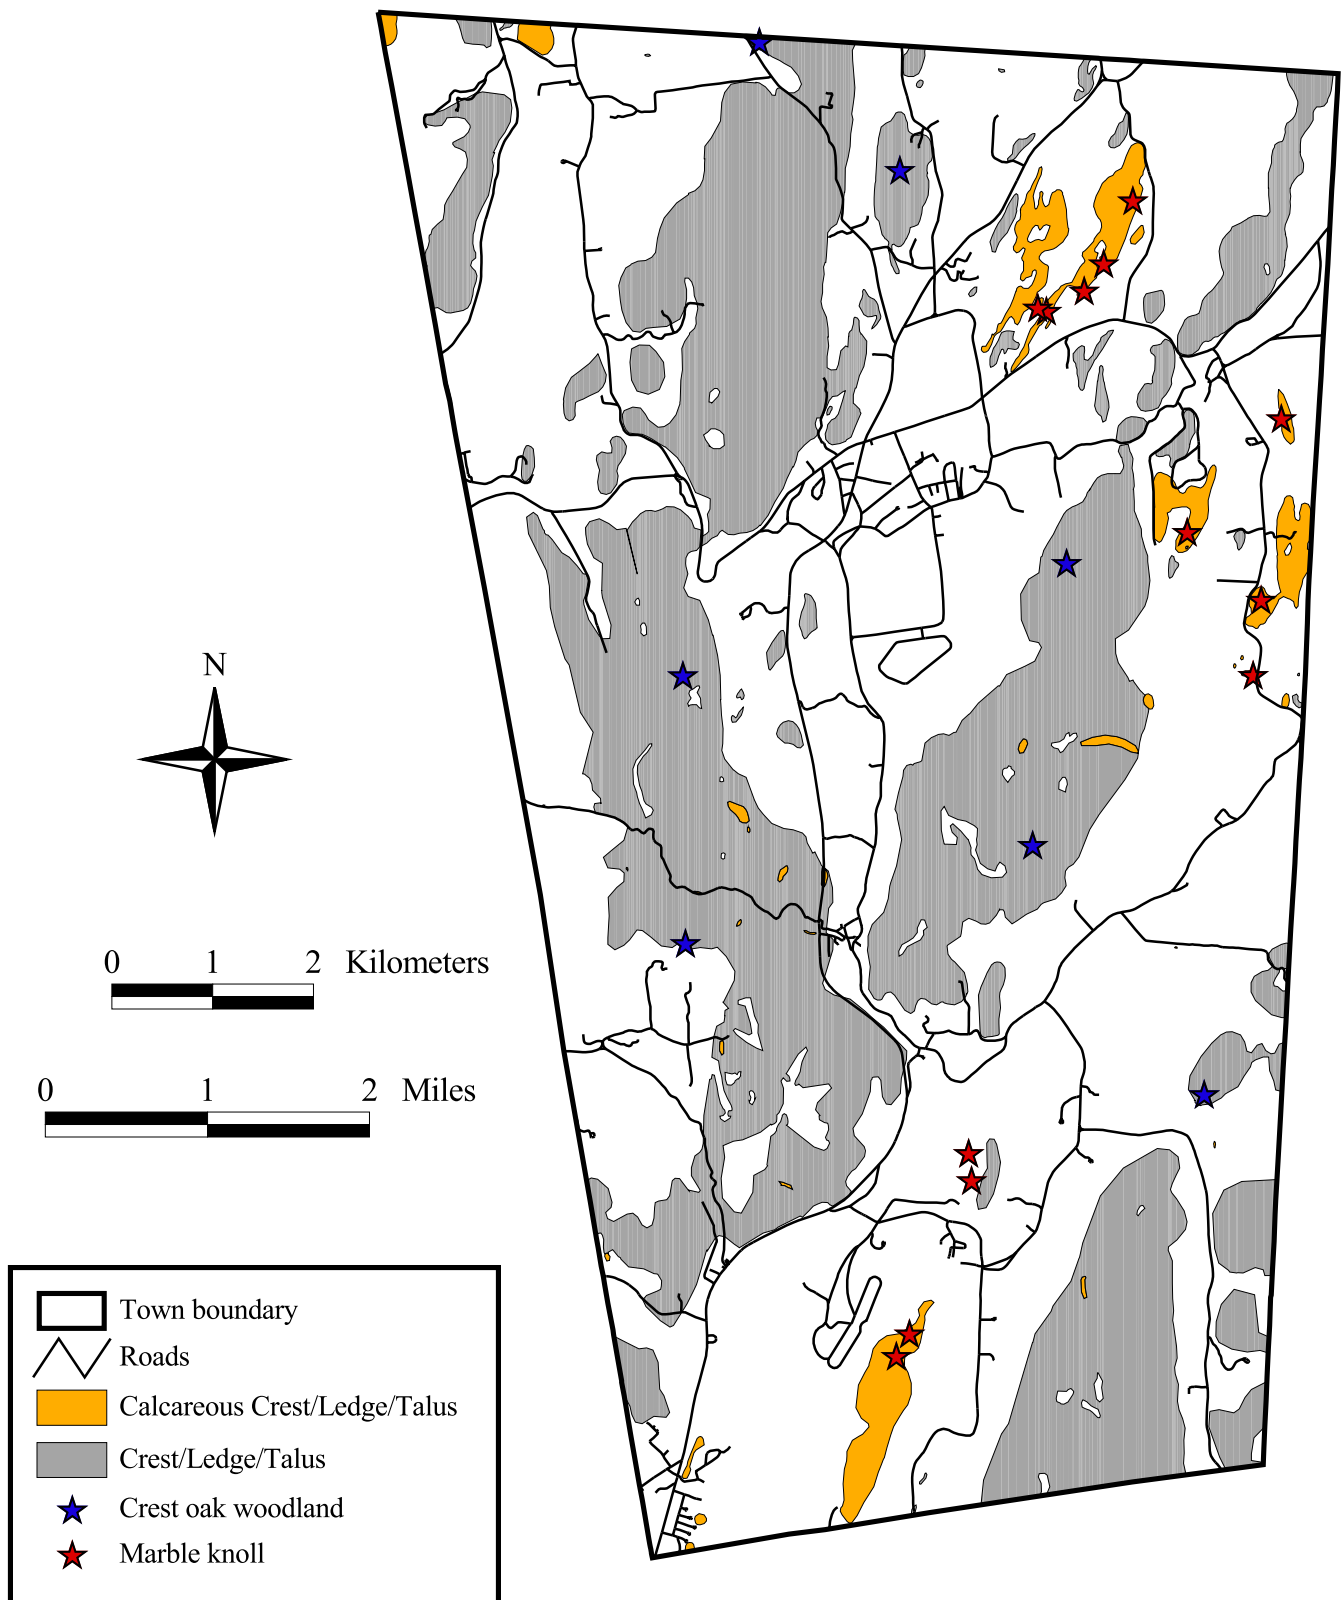 N
0 1 2 Kilometers
0 1 2 Miles
Town boundary
Roads
Calcareous Crest/Ledge/Talus
Crest/Ledge/Talus
Crest oak woodland
Marble knoll